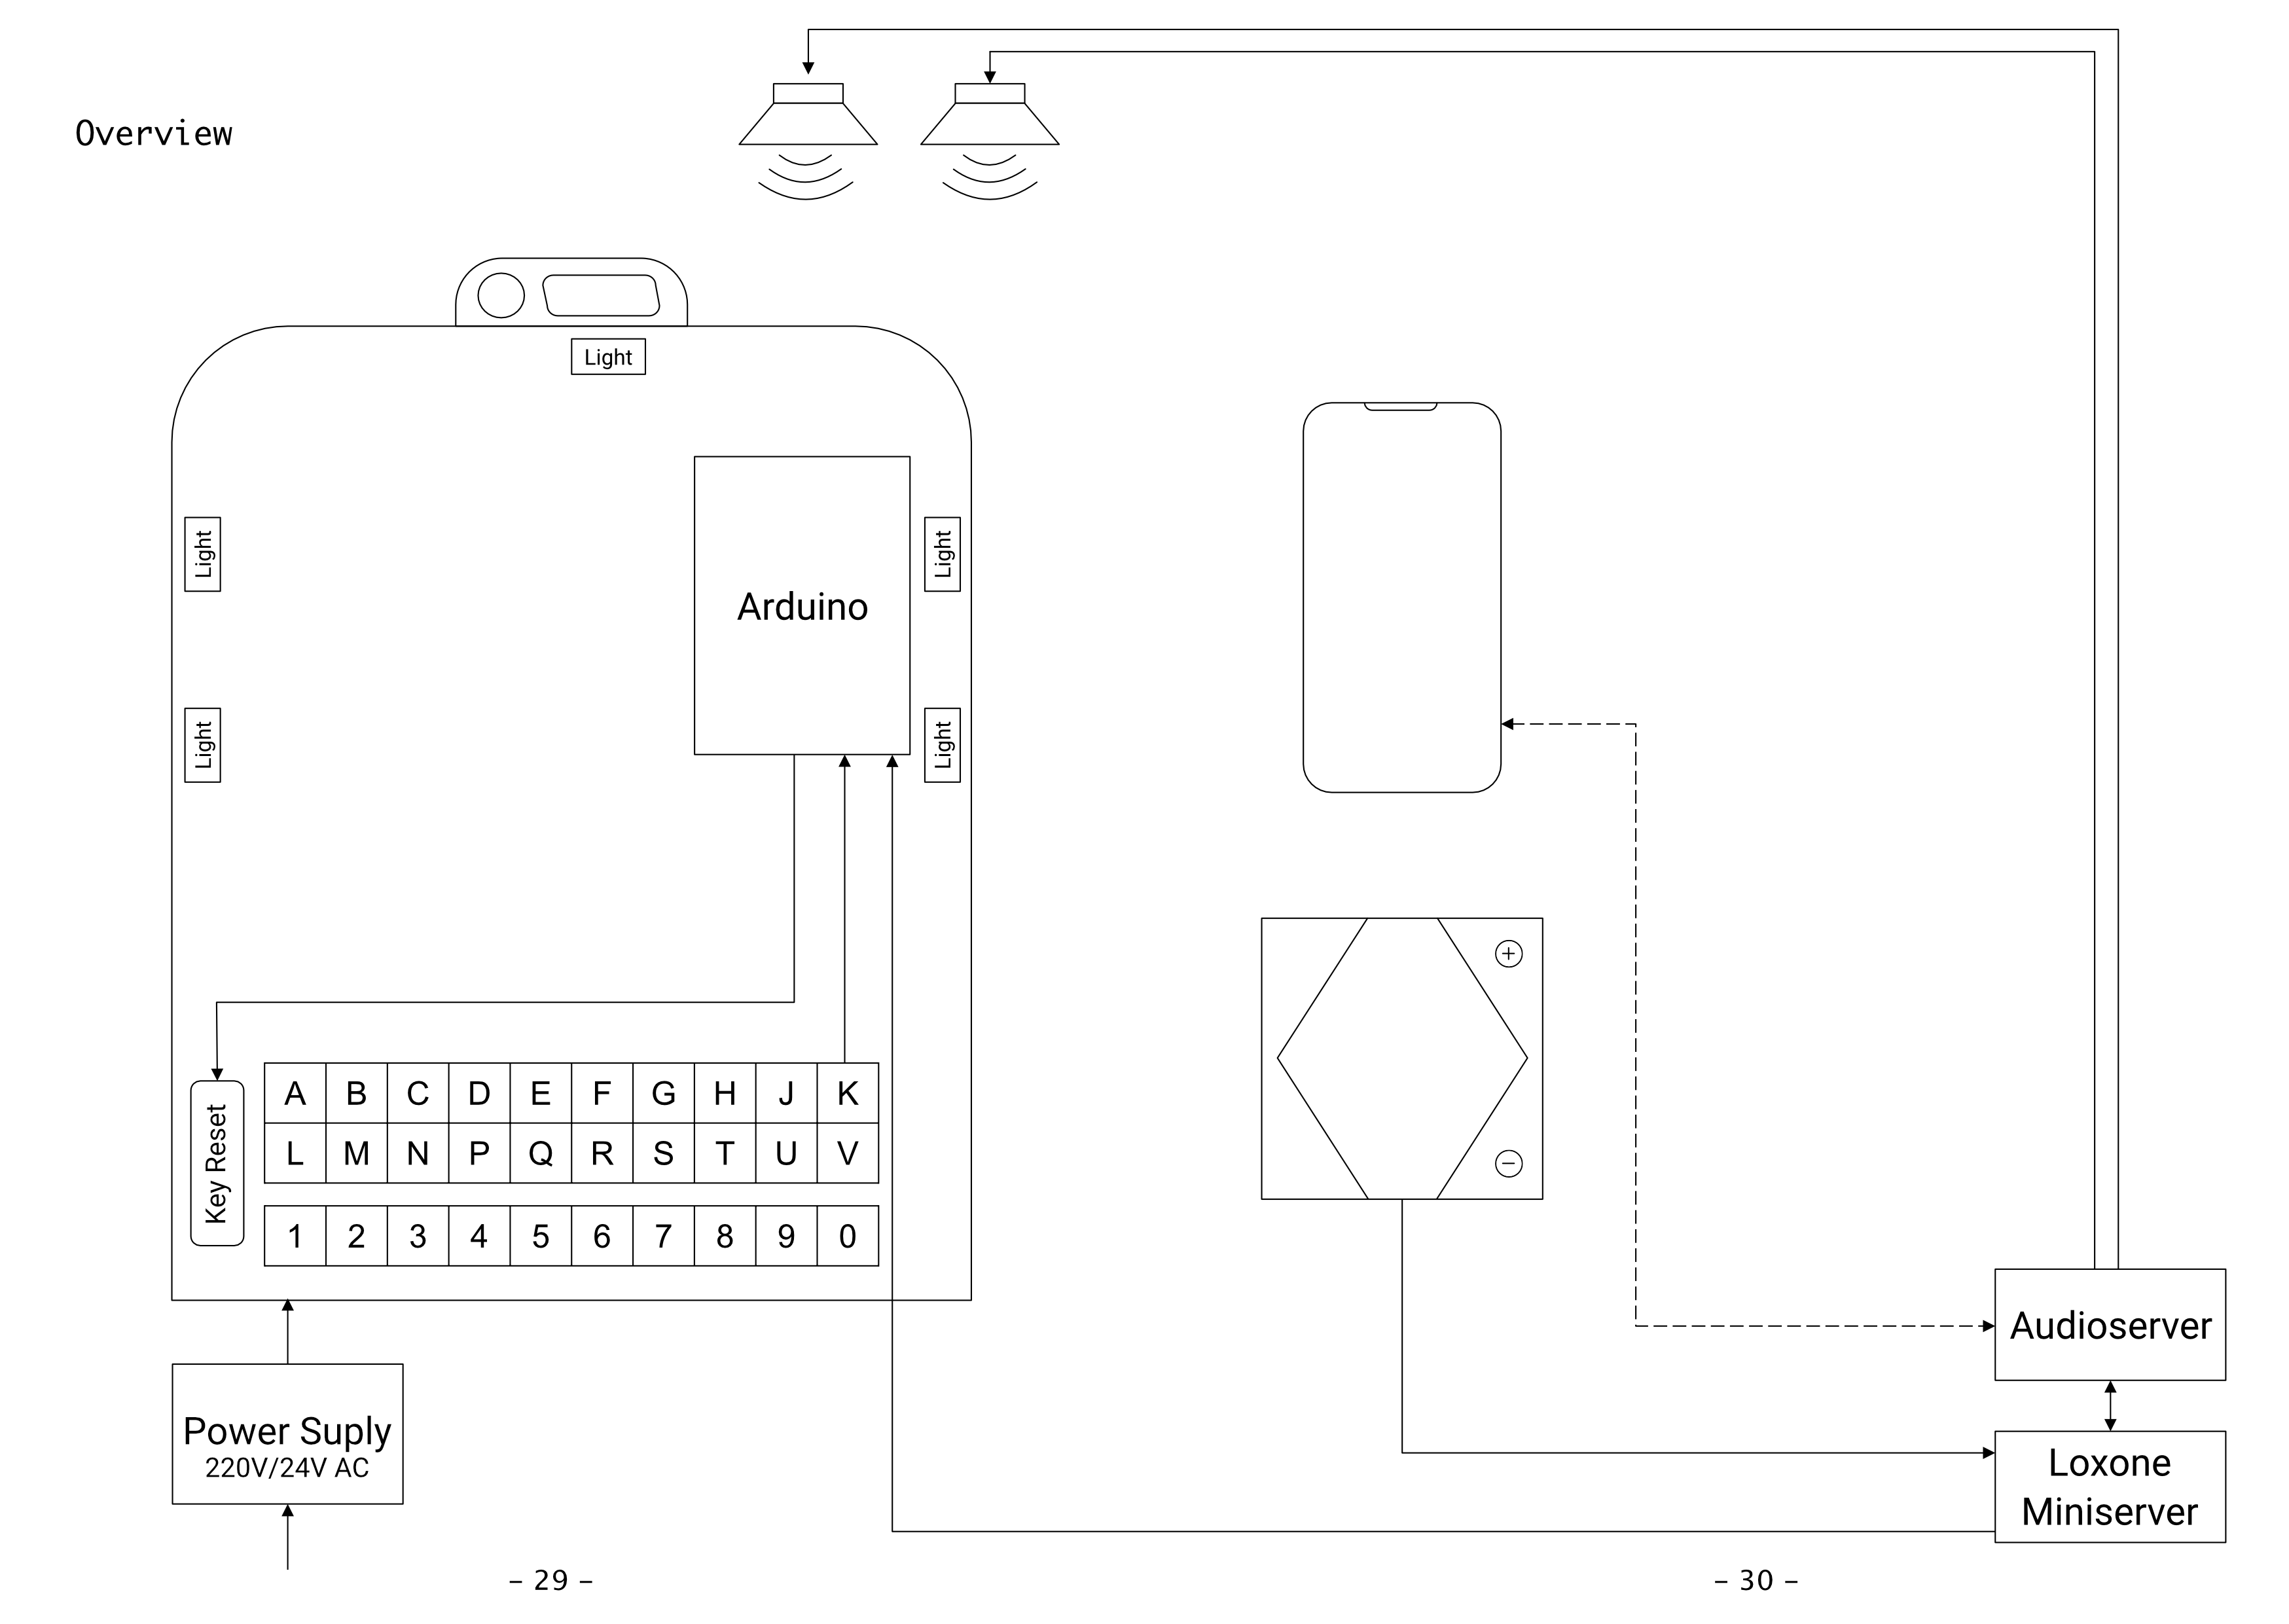 Overview
Light
Light
Light
Arduino
Light
Light
Key Reset
A B C D E F G H J K
L M N P Q R S T U V
1 2 3 4 5 6 7 8 9 0
Power Suply
220V/24V AC
Audioserver
Loxone
Miniserver
– 29 –
– 30 –